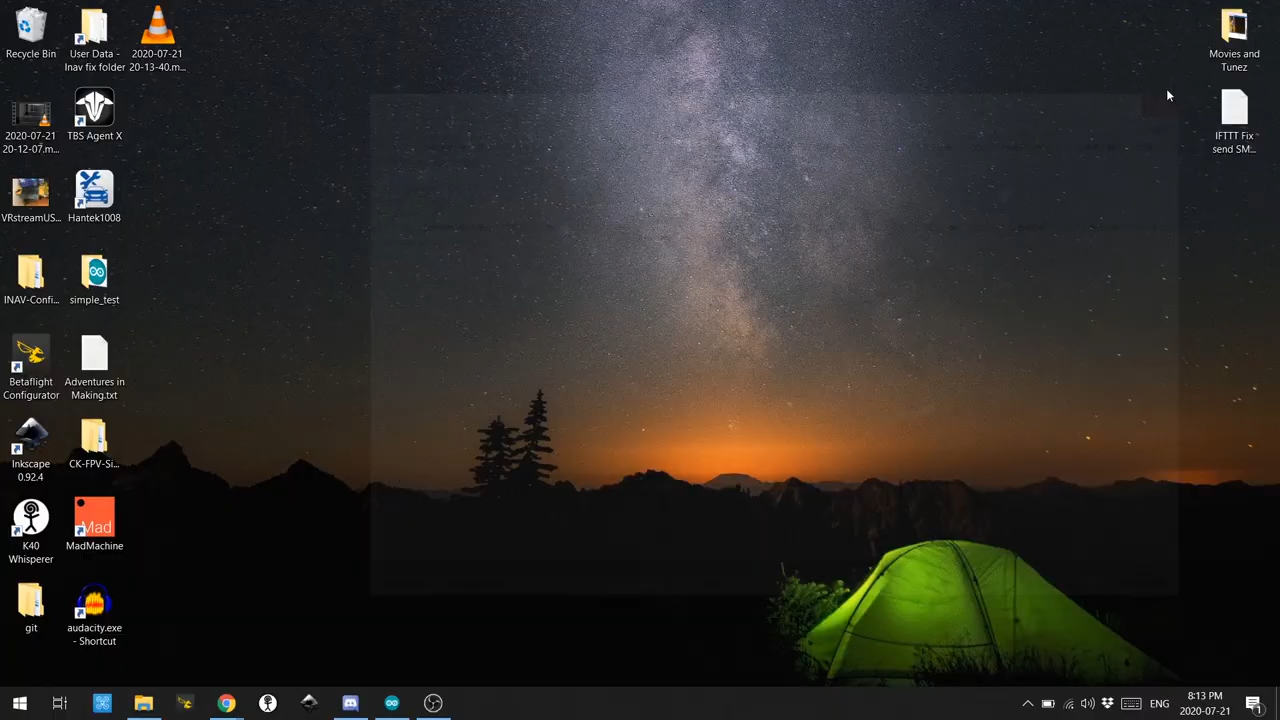 Recycle Bin
User Data -
Inav fix folder
2020-07-21
20-13-40.m...
2020-07-21
20-12-07.m...
TBS Agent X
VRstreamUS...
Hantek1008
INAV-Confi...
simple_test
Betaflight
Configurator
Adventures in
Making.txt
Inkscape
0.92.4
CK-FPV-Si...
K40
Whisperer
Mad
MadMachine
git
audacity.exe
- Shortcut
Movies and
Tunez
IFTTT Fix
send SM...
ENG
8:13 PM
2020-07-21
1